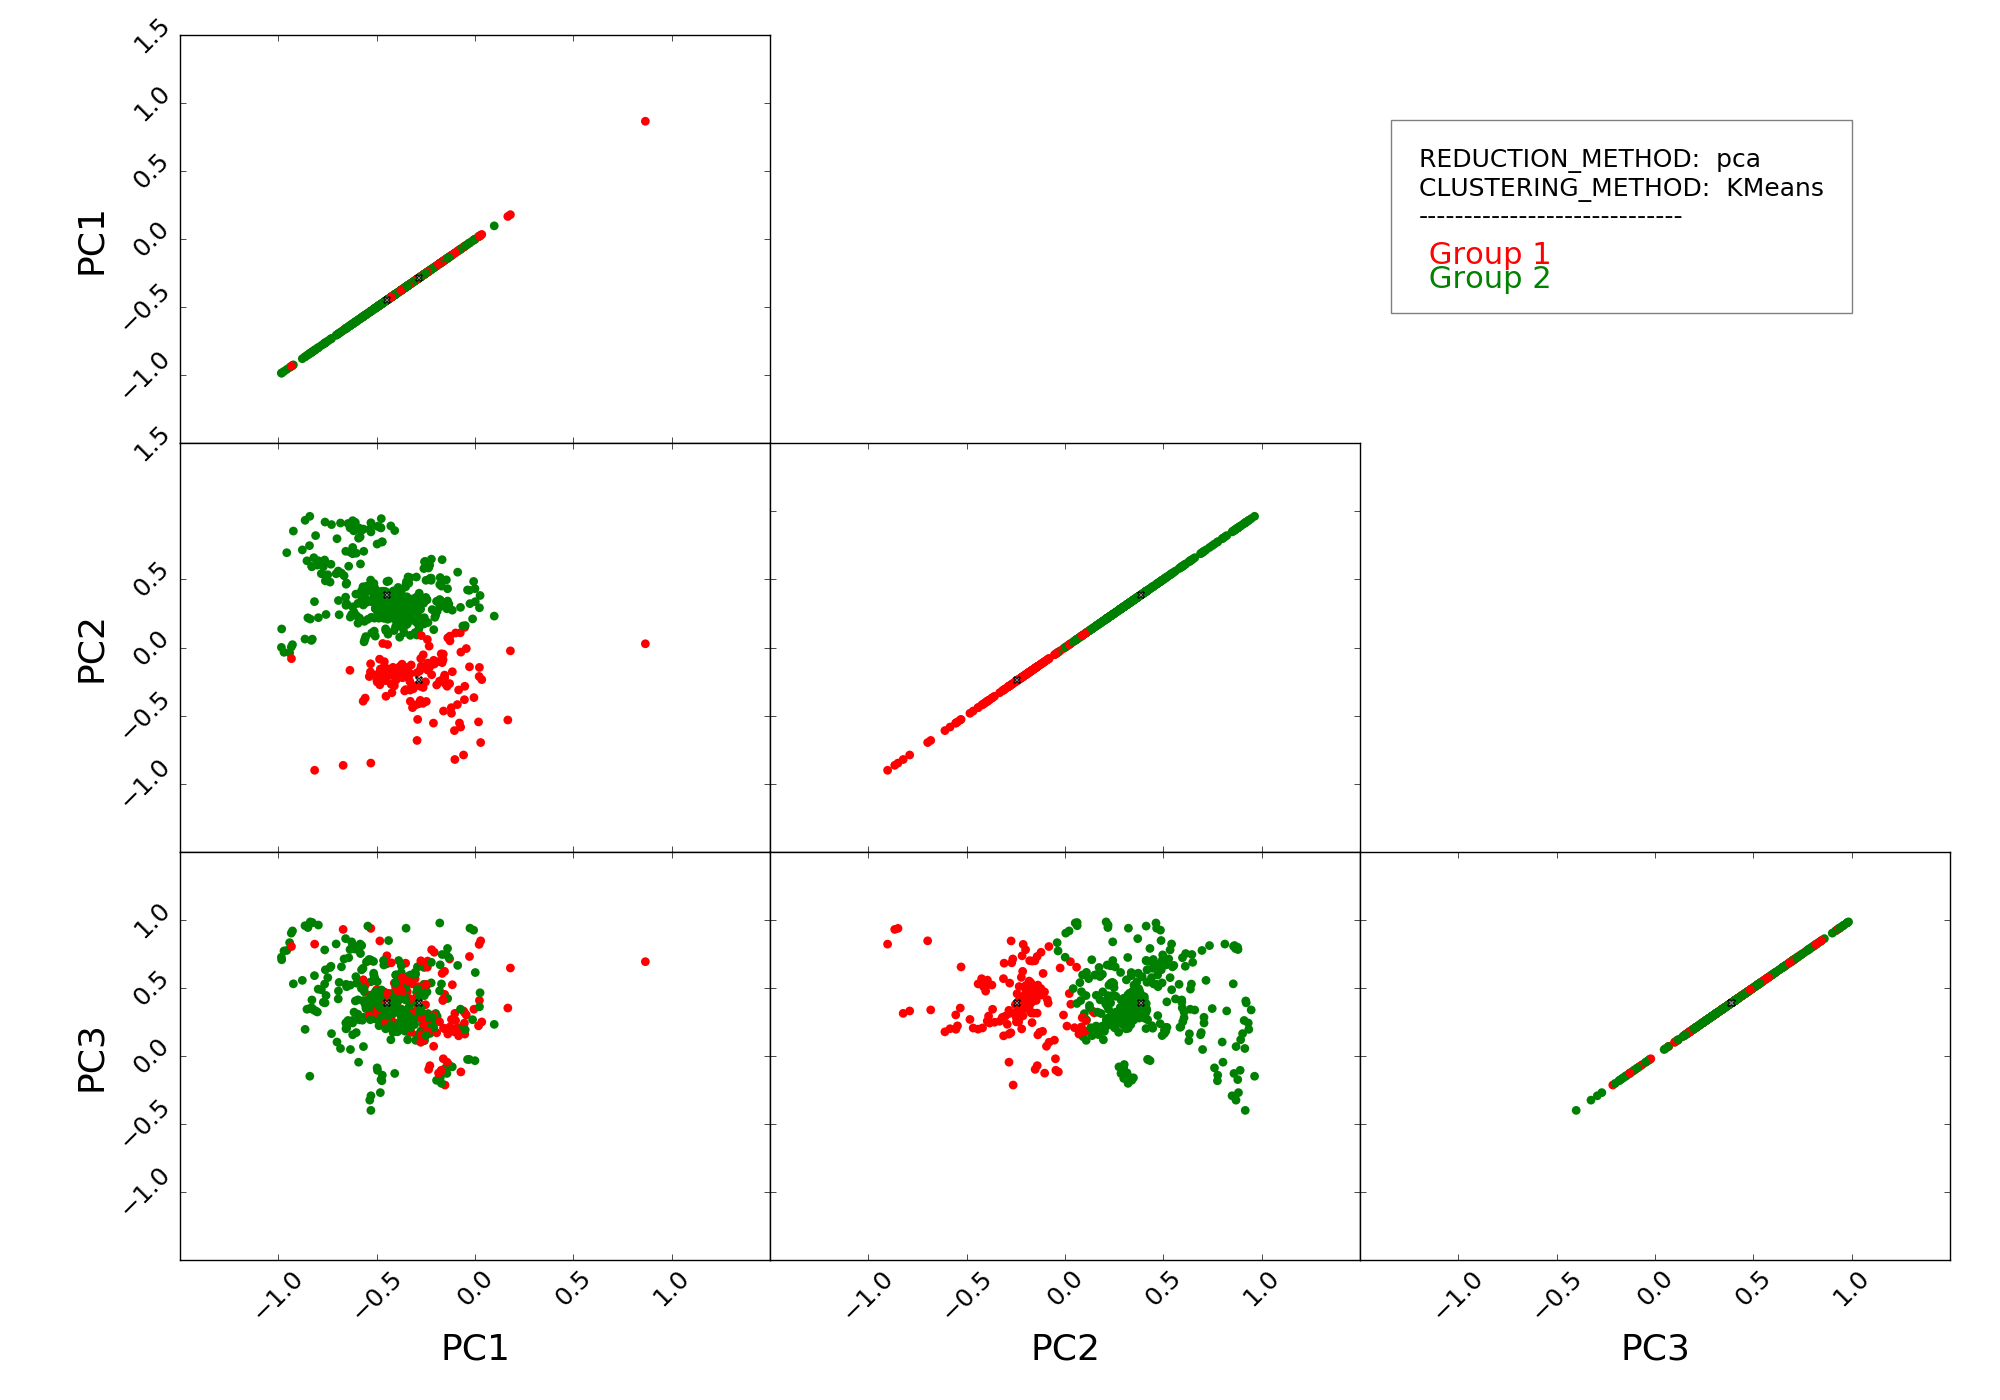 1.5
1.0
0.5
0.0
−0.5
−1.0
PC1
REDUCTION_METHOD: pca
CLUSTERING_METHOD: KMeans
-----------------------------
Group 1
Group 2
1.5
0.5
0.0
−0.5
−1.0
PC2
1.0
0.5
0.0
−0.5
−1.0
PC3
−1.0 −0.5 0.0 0.5 1.0 −1.0 −0.5 0.0 0.5 1.0 −1.0 −0.5 0.0 0.5 1.0
PC1 PC2 PC3